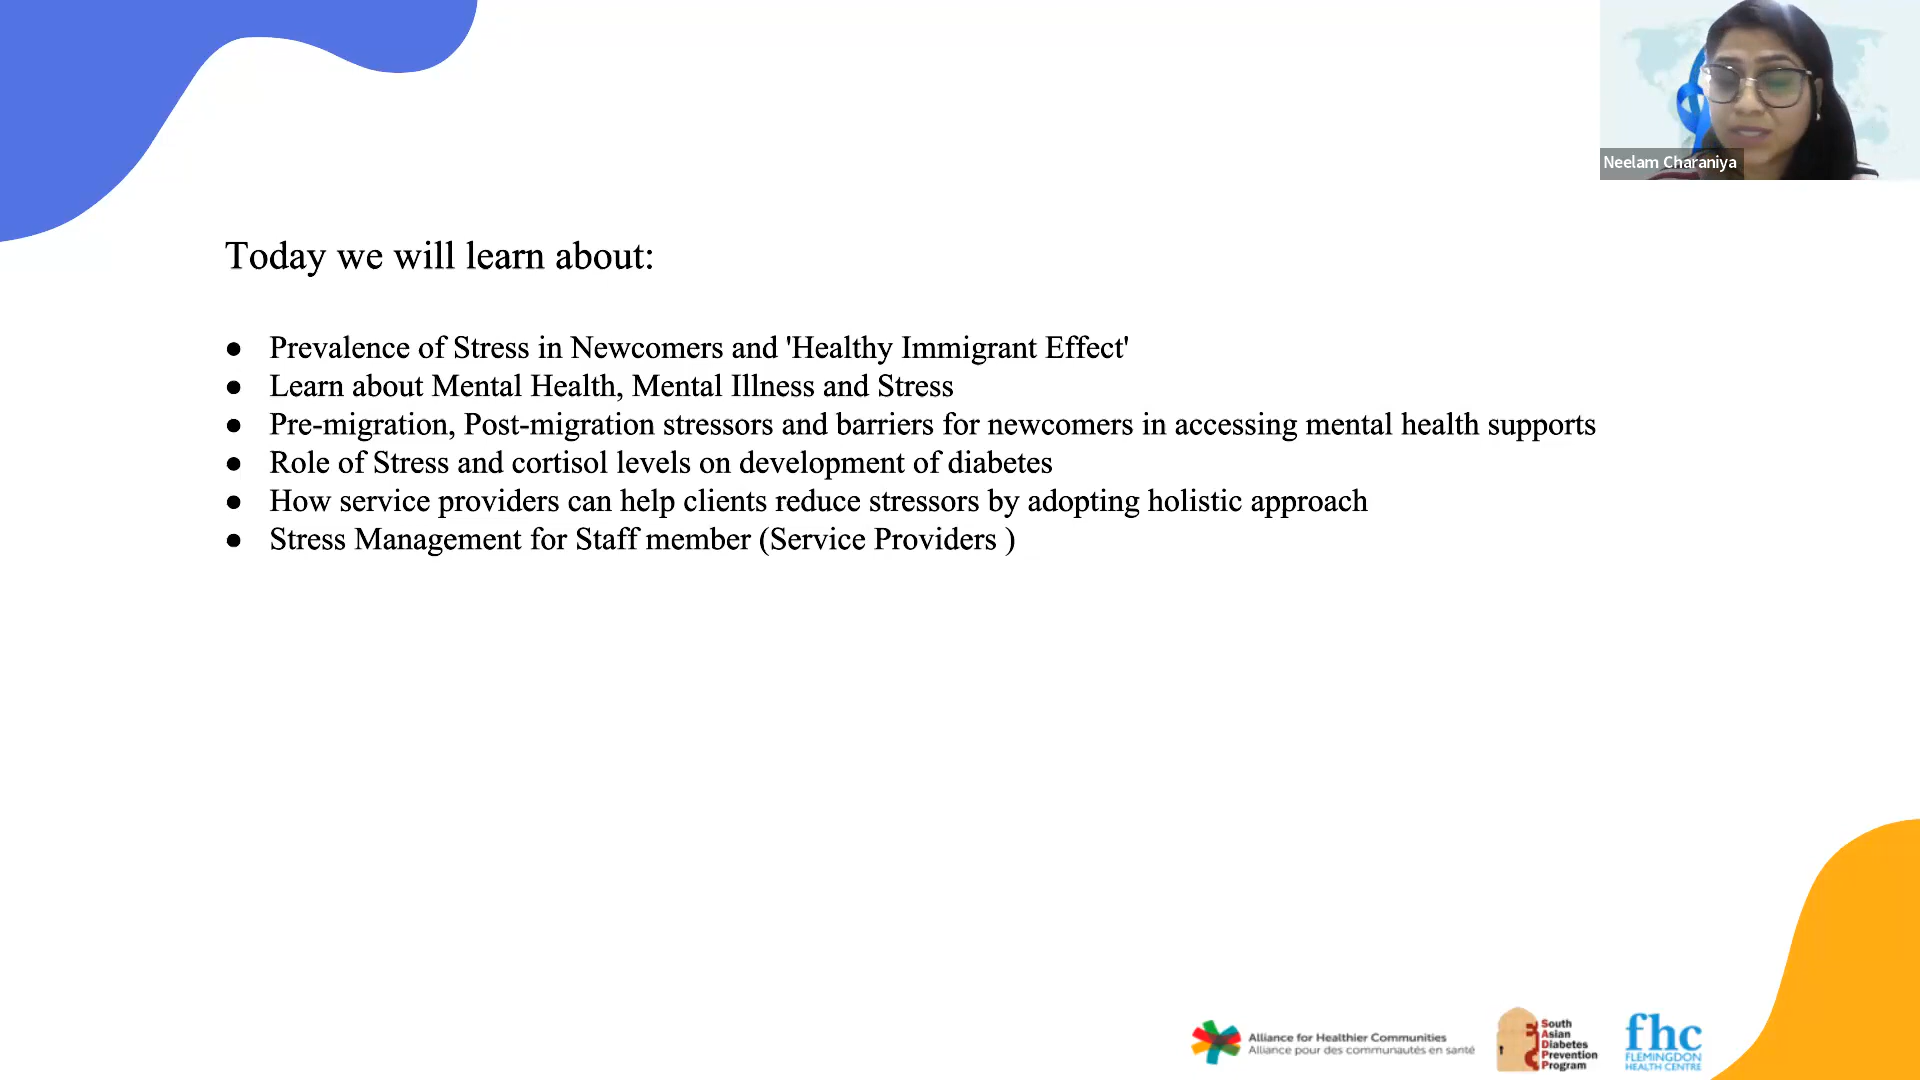 Neelam Charaniya
Today we will learn about:
● Prevalence of Stress in Newcomers and 'Healthy Immigrant Effect'
● Learn about Mental Health, Mental Illness and Stress
● Pre-migration, Post-migration stressors and barriers for newcomers in accessing mental health supports
● Role of Stress and cortisol levels on development of diabetes
● How service providers can help clients reduce stressors by adopting holistic approach
● Stress Management for Staff member (Service Providers )
Alliance for Healthier Communities
Alliance pour des communautés en santé
South
Asian
Diabetes
Prevention
Program
fhc
FLEMINGDON
HEALTH CENTRE